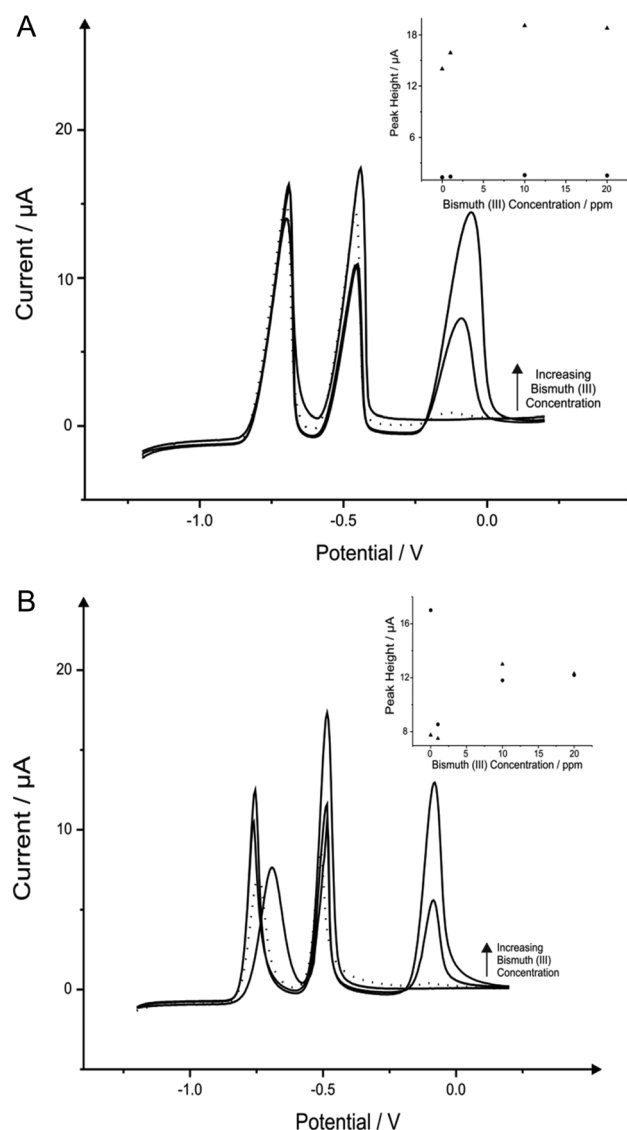 A
20
10
0
Current / µA
-1.0
-0.5
0.0
Potential / V
Increasing
Bismuth (III)
Concentration
18
12
6
Peak Height / µA
0
5
10
15
20
Bismuth (III) Concentration / ppm
B
20
10
0
Current / µA
-1.0
-0.5
0.0
Potential / V
Increasing
Bismuth (III)
Concentration
16
12
8
Peak Height / µA
0
5
10
15
20
Bismuth (III) Concentration / ppm